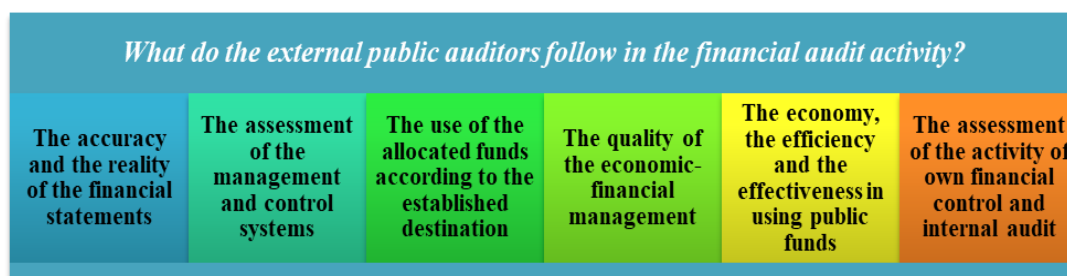 What do the external public auditors follow in the financial audit activity?
The accuracy
and the reality
of the financial
statements
The assessment
of the
management
and control
systems
The use of the
allocated funds
according to the
established
destination
The quality of
the economic-
financial
management
The economy,
the efficiency
and the
effectiveness in
using public
funds
The assessment
of the activity of
own financial
control and
internal audit